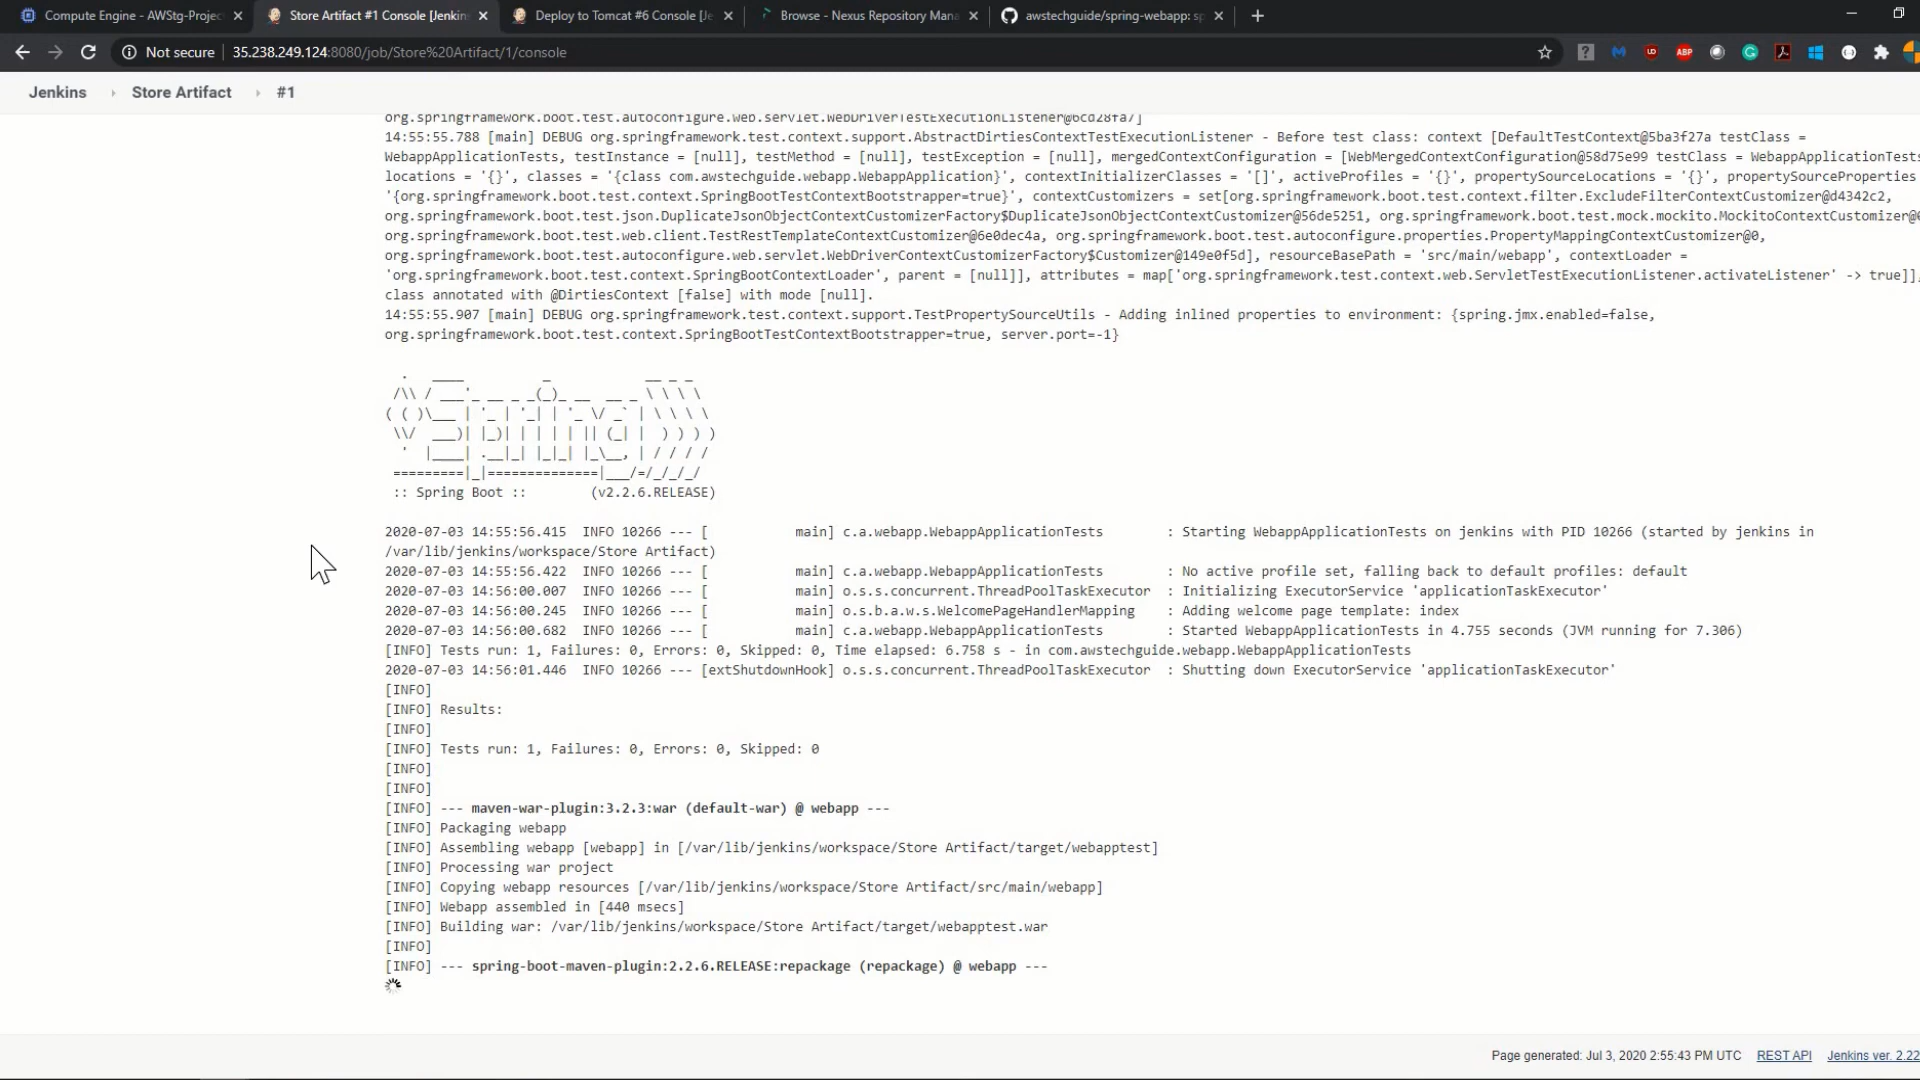 Compute Engine - AWStg-Projec
Store Artifact #1 Console [Jenkin
Deploy to Tomcat #6 Console [Je
Browse - Nexus Repository Mana
awstechguide/spring-webapp: sp
Not secure 35.238.249.124:8080/job/Store%20Artifact/1/console
Jenkins Store Artifact #1
org.springframework.boot.test.autoconfigure.web.servlet.WebDriverTestExecutionListener@6cd28fa7]
14:55:55.788 [main] DEBUG org.springframework.test.context.support.AbstractDirtiesContextTestExecutionListener - Before test class: context [DefaultTestContext@5ba3f27a testClass =
WebappApplicationTests, testInstance = [null], testMethod = [null], testException = [null], mergedContextConfiguration = [WebMergedContextConfiguration@58d75e99 testClass = WebappApplicationTests
locations = '{}', classes = '{class com.awstechguide.webapp.WebappApplication}', contextInitializerClasses = '[]', activeProfiles = '{}', propertySourceLocations = '{}', propertySourceProperties
'{org.springframework.boot.test.context.SpringBootTestContextBootstrapper=true}', contextCustomizers = set[org.springframework.boot.test.context.filter.ExcludeFilterContextCustomizer@d4342c2,
org.springframework.boot.test.json.DuplicateJsonObjectContextCustomizerFactory$DuplicateJsonObjectContextCustomizer@56de5251, org.springframework.boot.test.mock.mockito.MockitoContextCustomizer@0
org.springframework.boot.test.web.client.TestRestTemplateContextCustomizer@6e0dec4a, org.springframework.boot.test.autoconfigure.properties.PropertyMappingContextCustomizer@0,
org.springframework.boot.test.autoconfigure.web.servlet.WebDriverContextCustomizerFactory$Customizer@149e0f5d], resourceBasePath = 'src/main/webapp', contextLoader =
'org.springframework.boot.test.context.SpringBootContextLoader', parent = [null]], attributes = map['org.springframework.test.context.web.ServletTestExecutionListener.activateListener' -> true]],
class annotated with @DirtiesContext [false] with mode [null].
14:55:55.907 [main] DEBUG org.springframework.test.context.support.TestPropertySourceUtils - Adding inlined properties to environment: {spring.jmx.enabled=false,
org.springframework.boot.test.context.SpringBootTestContextBootstrapper=true, server.port=-1}
Spring
:: Spring Boot :: (v2.2.6.RELEASE)
2020-07-03 14:55:56.415 INFO 10266 --- [ main] c.a.webapp.WebappApplicationTests : Starting WebappApplicationTests on jenkins with PID 10266 (started by jenkins in
/var/lib/jenkins/workspace/Store Artifact)
2020-07-03 14:55:56.422 INFO 10266 --- [ main] c.a.webapp.WebappApplicationTests : No active profile set, falling back to default profiles: default
2020-07-03 14:56:00.007 INFO 10266 --- [ main] o.s.s.concurrent.ThreadPoolTaskExecutor : Initializing ExecutorService 'applicationTaskExecutor'
2020-07-03 14:56:00.245 INFO 10266 --- [ main] o.s.b.a.w.s.WelcomePageHandlerMapping : Adding welcome page template: index
2020-07-03 14:56:00.682 INFO 10266 --- [ main] c.a.webapp.WebappApplicationTests : Started WebappApplicationTests in 4.755 seconds (JVM running for 7.306)
[INFO] Tests run: 1, Failures: 0, Errors: 0, Skipped: 0, Time elapsed: 6.758 s - in com.awstechguide.webapp.WebappApplicationTests
2020-07-03 14:56:01.446 INFO 10266 --- [extShutdownHook] o.s.s.concurrent.ThreadPoolTaskExecutor : Shutting down ExecutorService 'applicationTaskExecutor'
[INFO]
[INFO] Results:
[INFO]
[INFO] Tests run: 1, Failures: 0, Errors: 0, Skipped: 0
[INFO]
[INFO]
[INFO] --- maven-war-plugin:3.2.3:war (default-war) @ webapp ---
[INFO] Packaging webapp
[INFO] Assembling webapp [webapp] in [/var/lib/jenkins/workspace/Store Artifact/target/webapptest]
[INFO] Processing war project
[INFO] Copying webapp resources [/var/lib/jenkins/workspace/Store Artifact/src/main/webapp]
[INFO] Webapp assembled in [440 msecs]
[INFO] Building war: /var/lib/jenkins/workspace/Store Artifact/target/webapptest.war
[INFO]
[INFO] --- spring-boot-maven-plugin:2.2.6.RELEASE:repackage (repackage) @ webapp ---
Page generated: Jul 3, 2020 2:55:43 PM UTC REST API Jenkins ver. 2.22